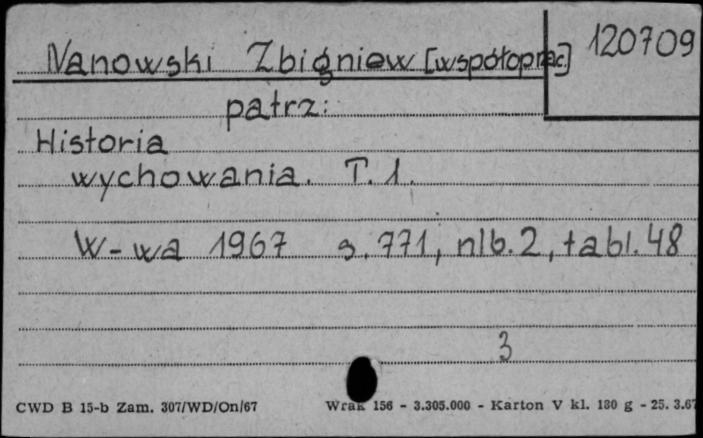 Nanowski Zbigniew [współoprac] 120709
patrz:
Historia
wychowania. T. 1.
W-wa 1967 s. 771, nlb. 2, tabl. 48
3
CWD B 15-b Zam. 307/WD/On/67 Wrak 156 - 3.305.000 - Karton V kl. 180 g - 25. 3.67